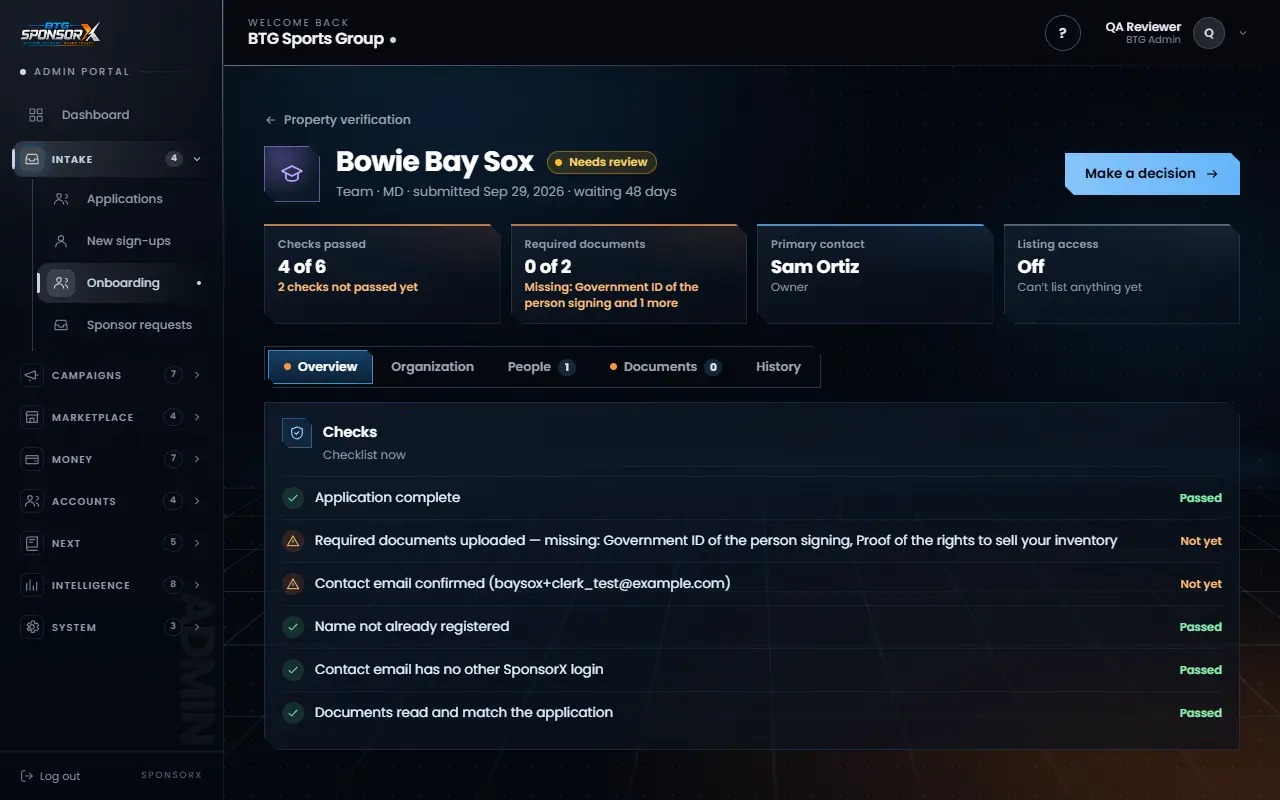 BTG
SPONSORX
ADMIN PORTAL
Dashboard
INTAKE 4
Applications
New sign-ups
Onboarding
Sponsor requests
CAMPAIGNS 7
MARKETPLACE 4
MONEY 7
ACCOUNTS 4
NEXT 5
INTELLIGENCE 8
SYSTEM 3
ADMIN
Log out SPONSORX
WELCOME BACK
BTG Sports Group
?
QA Reviewer
BTG Admin
Q
← Property verification
Bowie Bay Sox Needs review
Team · MD · submitted Sep 29, 2026 · waiting 48 days
Make a decision →
Checks passed
4 of 6
2 checks not passed yet
Required documents
0 of 2
Missing: Government ID of the
person signing and 1 more
Primary contact
Sam Ortiz
Owner
Listing access
Off
Can't list anything yet
Overview Organization People 1 Documents 0 History
Checks
Checklist now
Application complete Passed
Required documents uploaded — missing: Government ID of the person signing, Proof of the rights to sell your inventory Not yet
Contact email confirmed (baysox+clerk_test@example.com) Not yet
Name not already registered Passed
Contact email has no other SponsorX login Passed
Documents read and match the application Passed